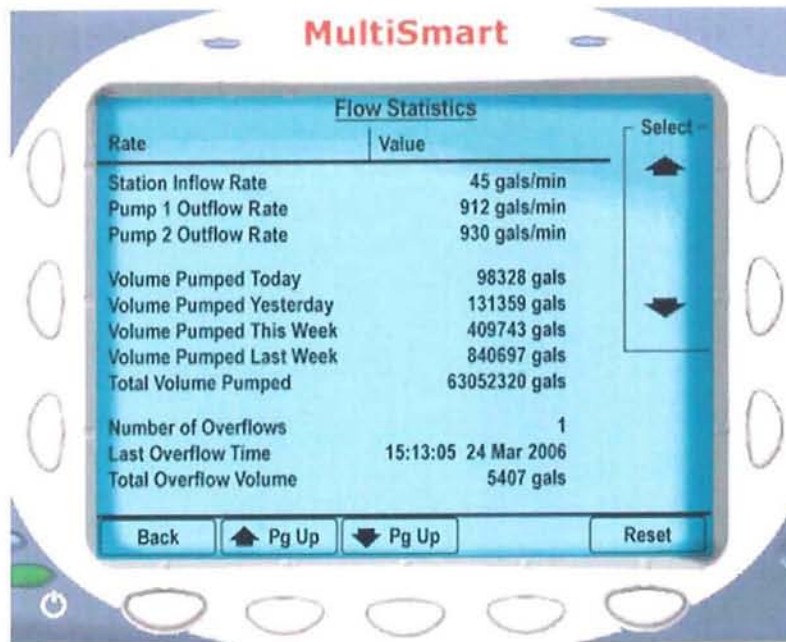 MultiSmart
Flow Statistics
Select
Rate Value
Station Inflow Rate 45 gals/min
Pump 1 Outflow Rate 912 gals/min
Pump 2 Outflow Rate 930 gals/min
Volume Pumped Today 98328 gals
Volume Pumped Yesterday 131359 gals
Volume Pumped This Week 409743 gals
Volume Pumped Last Week 840697 gals
Total Volume Pumped 63052320 gals
Number of Overflows 1
Last Overflow Time 15:13:05 24 Mar 2006
Total Overflow Volume 5407 gals
Back Pg Up Pg Up Reset